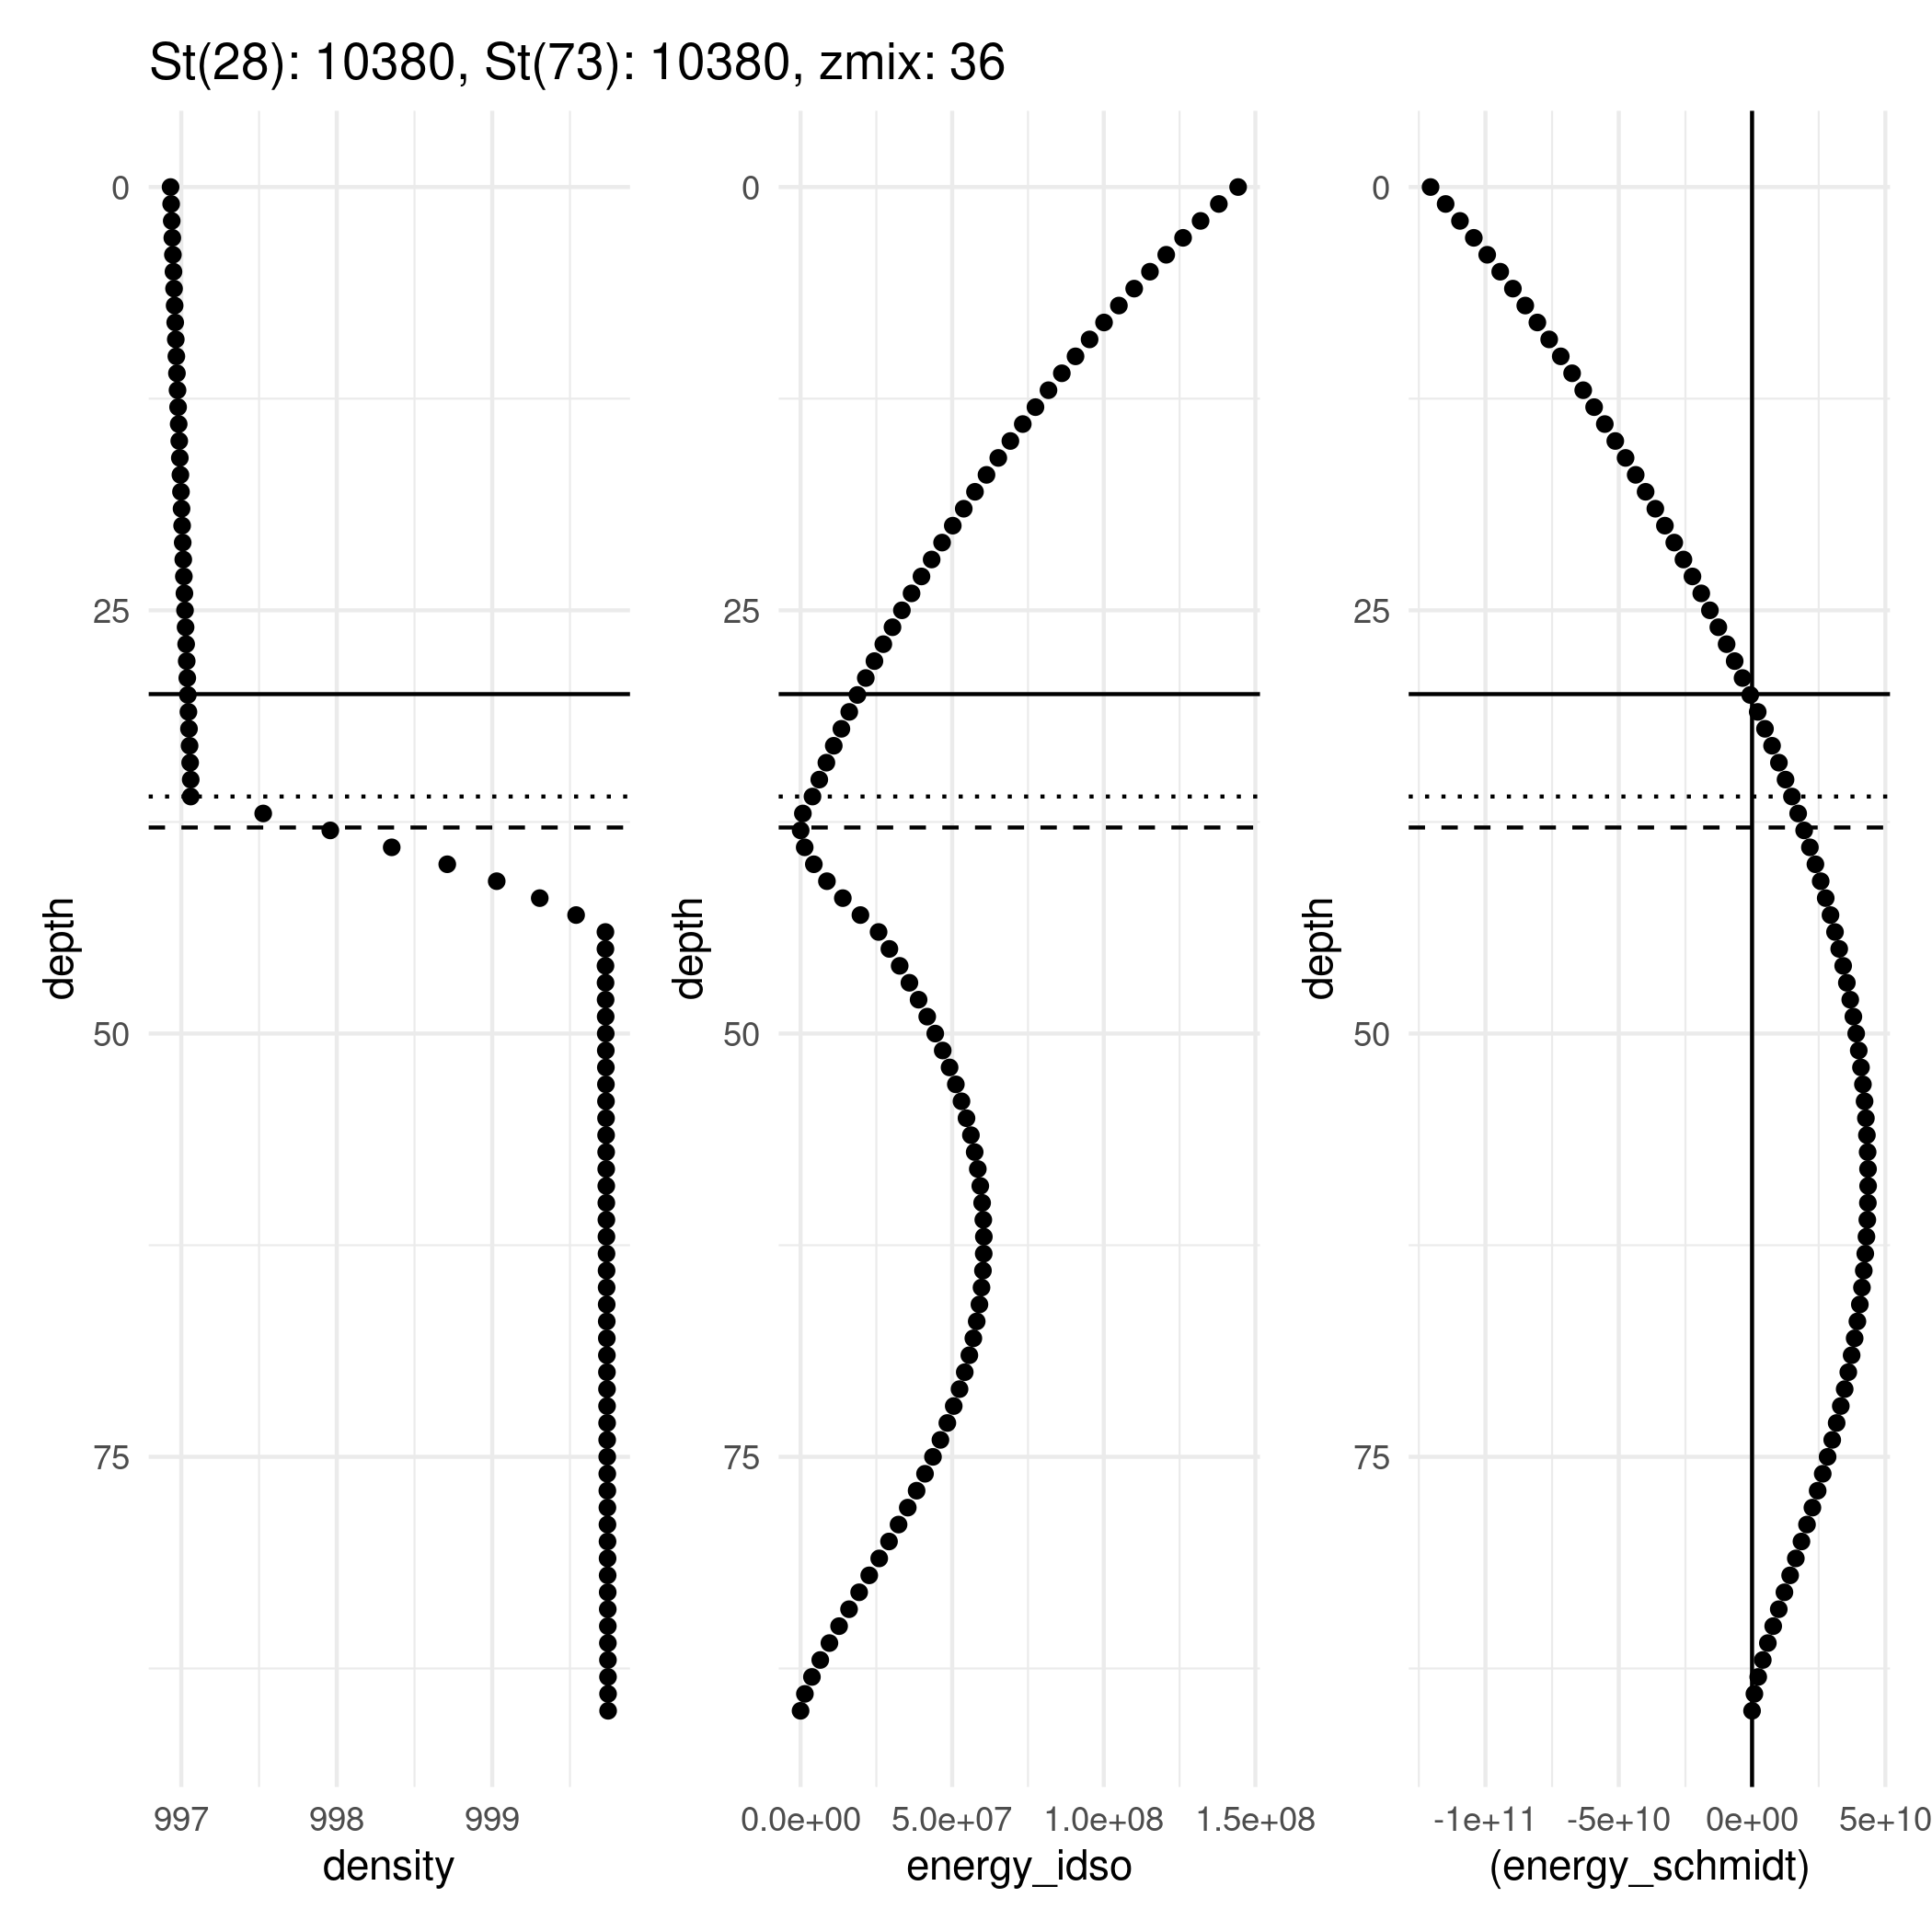 St(28): 10380, St(73): 10380, zmix: 36
0
25
50
75
depth
997
998
999
density
0
25
50
75
depth
0.0e+00
5.0e+07
1.0e+08
1.5e+08
energy_idso
0
25
50
75
depth
-1e+11
-5e+10
0e+00
5e+10
(energy_schmidt)